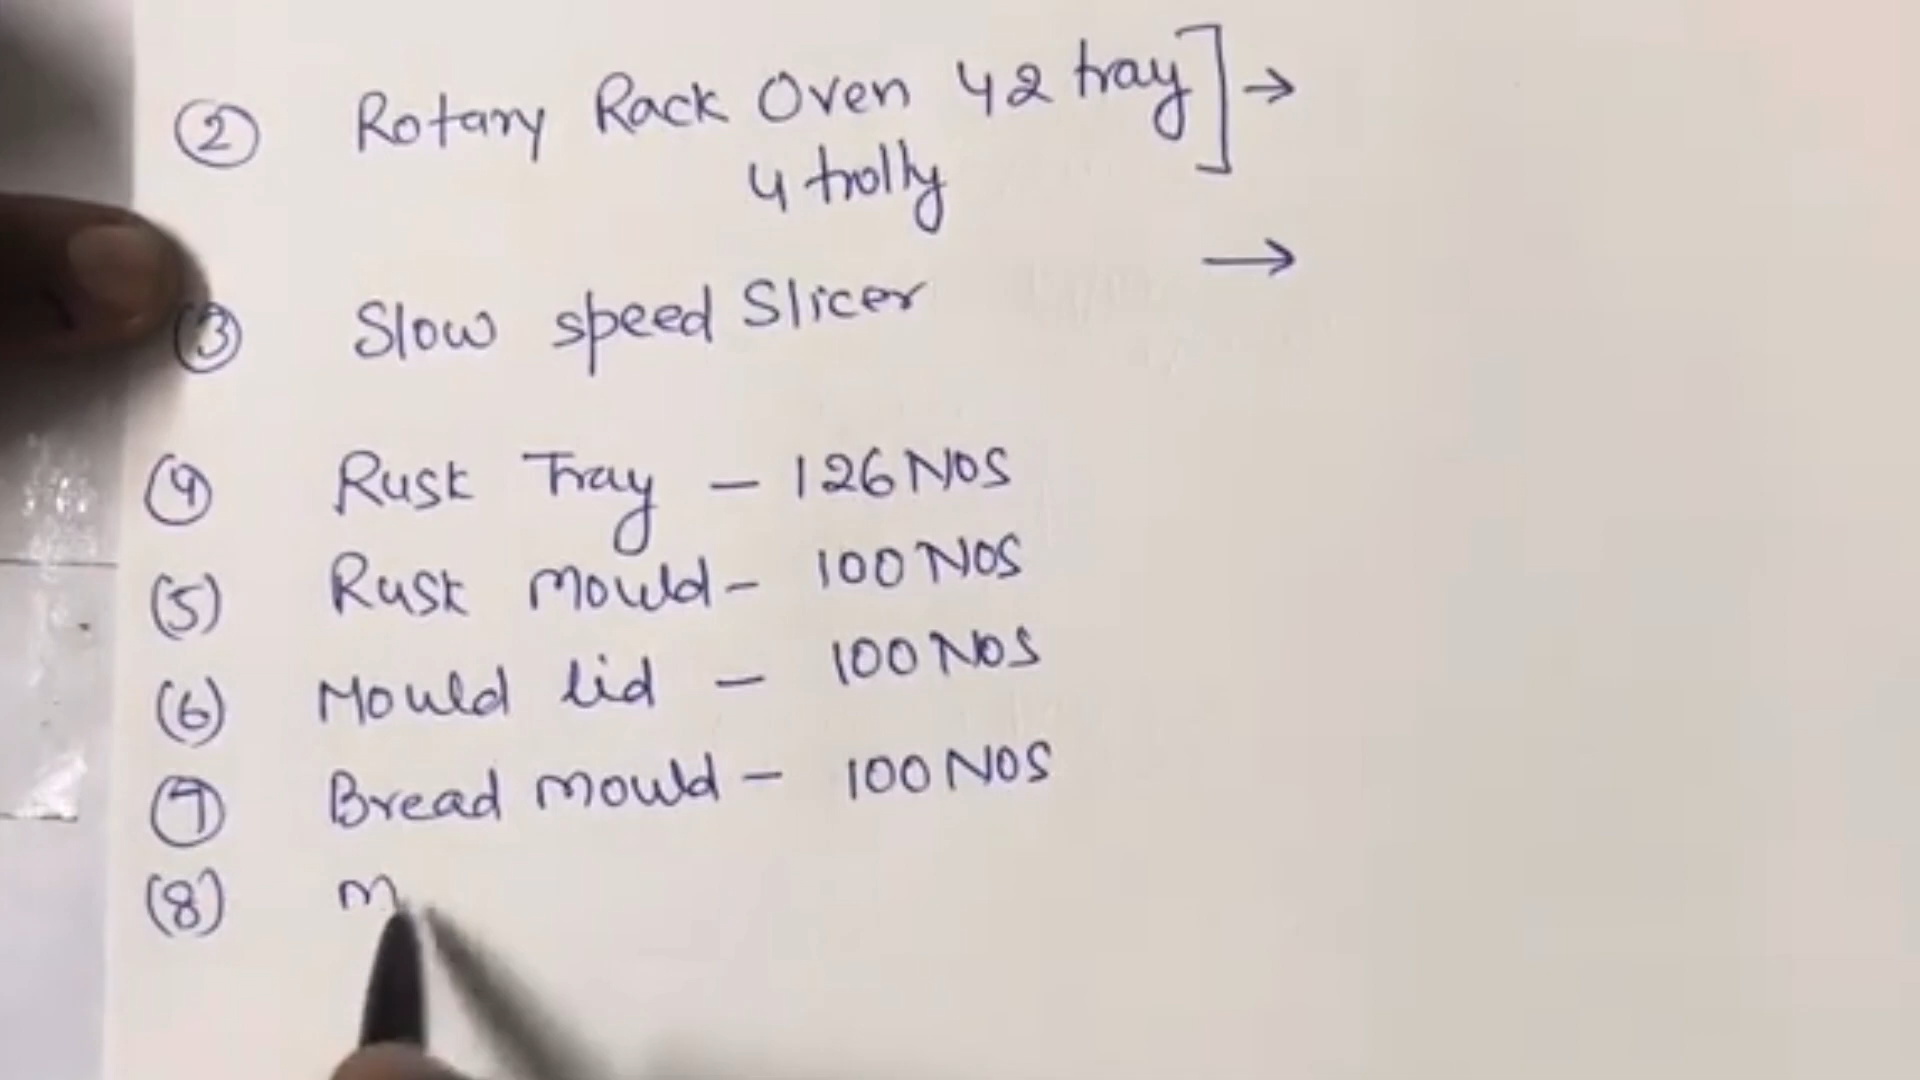 ② Rotary Rack Oven 42 tray] →
4 trolly
→
③ Slow speed Slicer
④ Rusk Tray - 126 NOS
(5) Rusk mould - 100 NOS
(6) Mould lid - 100 NOS
⑦ Bread mould - 100 NOS
(8) m